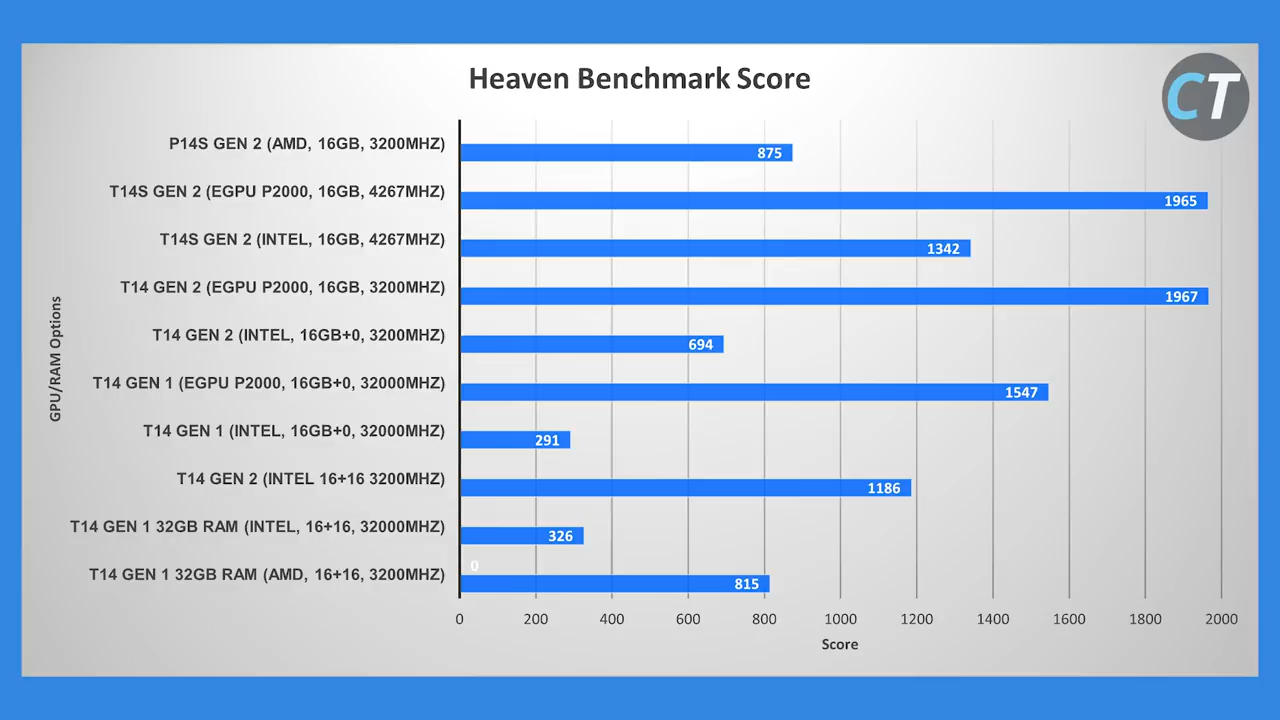 Heaven Benchmark Score
CT
GPU/RAM Options
P14S GEN 2 (AMD, 16GB, 3200MHZ) 875
T14S GEN 2 (EGPU P2000, 16GB, 4267MHZ) 1965
T14S GEN 2 (INTEL, 16GB, 4267MHZ) 1342
T14 GEN 2 (EGPU P2000, 16GB, 3200MHZ) 1967
T14 GEN 2 (INTEL, 16GB+0, 3200MHZ) 694
T14 GEN 1 (EGPU P2000, 16GB+0, 32000MHZ) 1547
T14 GEN 1 (INTEL, 16GB+0, 32000MHZ) 291
T14 GEN 2 (INTEL 16+16 3200MHZ) 1186
T14 GEN 1 32GB RAM (INTEL, 16+16, 32000MHZ) 326
0
T14 GEN 1 32GB RAM (AMD, 16+16, 3200MHZ) 815
0 200 400 600 800 1000 1200 1400 1600 1800 2000
Score